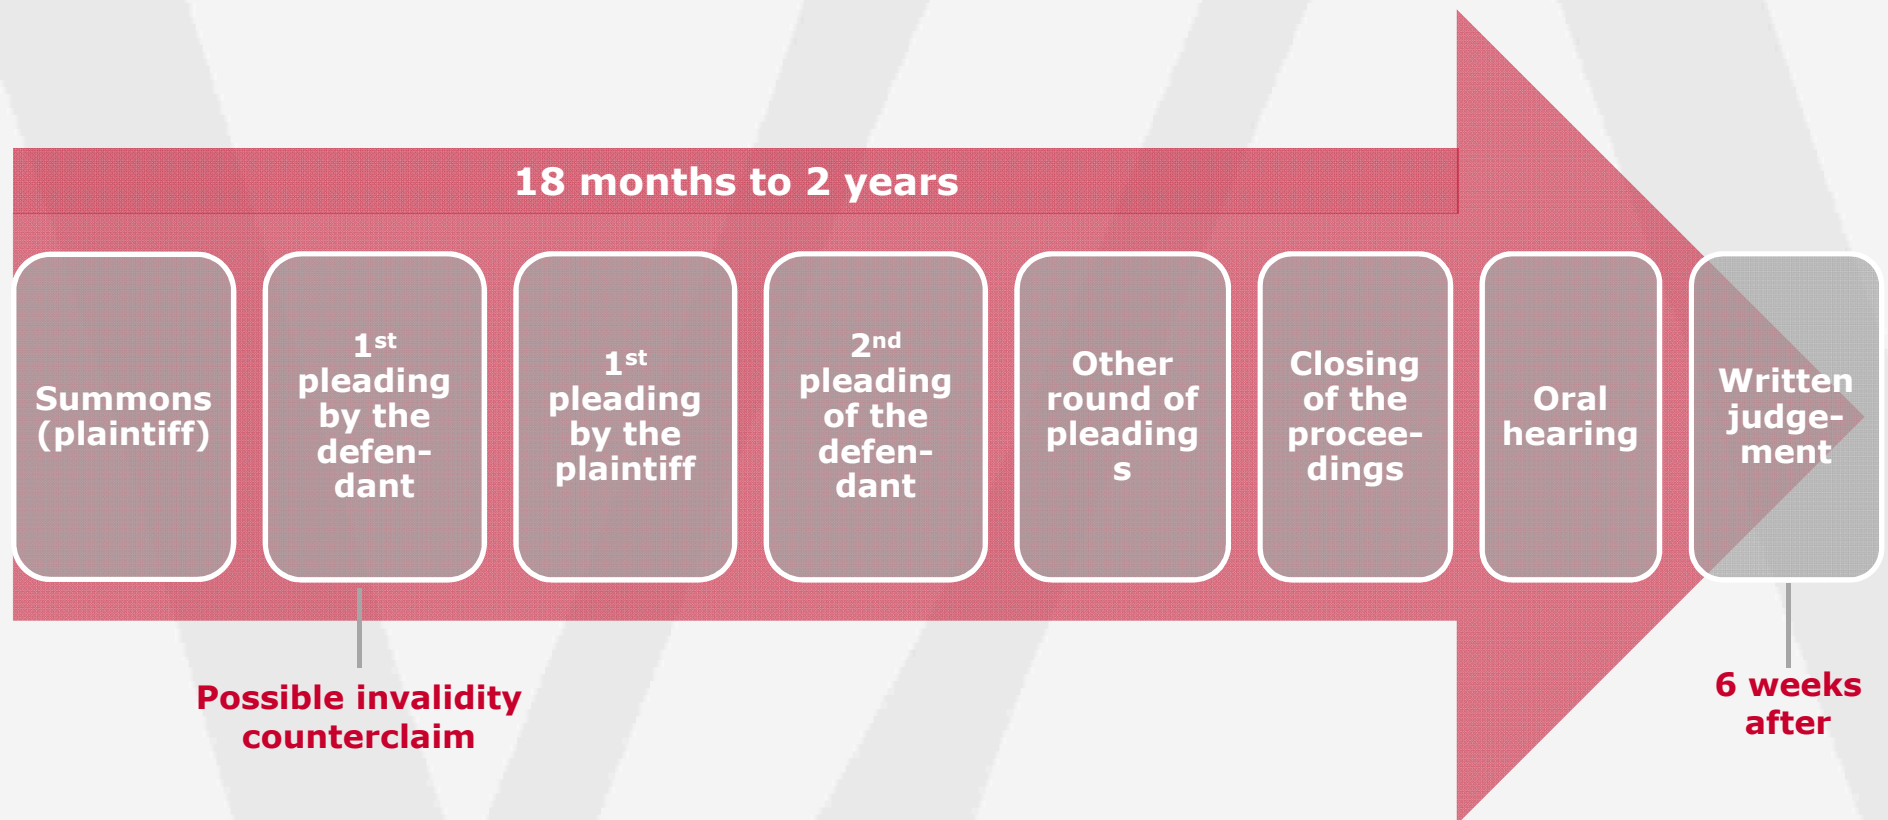 18 months to 2 years
Summons
(plaintiff)
1st
pleading
by the
defen-
dant
1st
pleading
by the
plaintiff
2nd
pleading
of the
defen-
dant
Other
round of
pleading
s
Closing
of the
procee-
dings
Oral
hearing
Written
judge-
ment
Possible invalidity
counterclaim
6 weeks
after